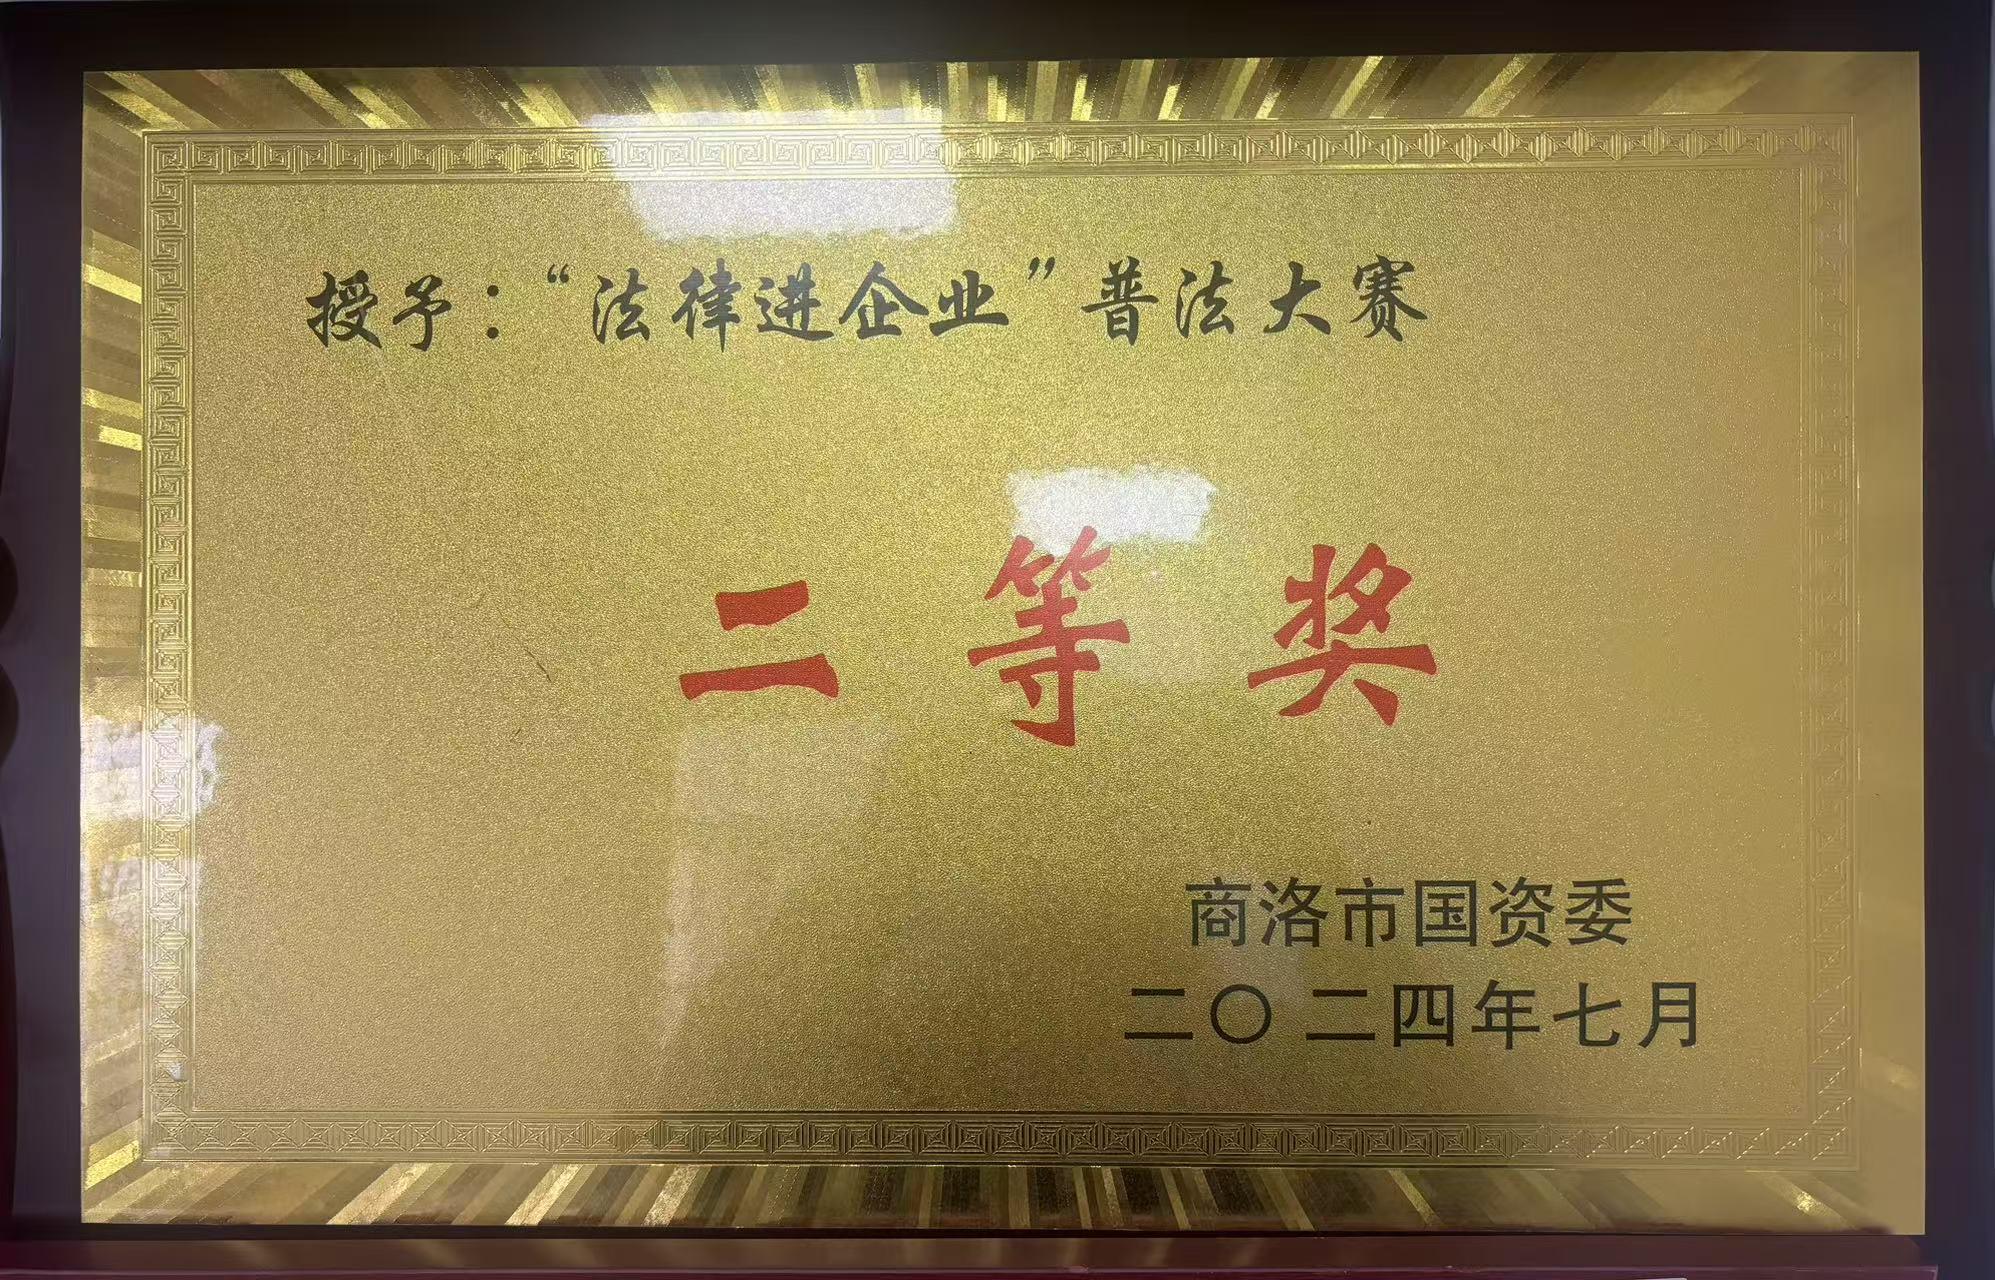 授予：“法律进企业”普法大赛
二等奖
商洛市国资委
二〇二四年七月